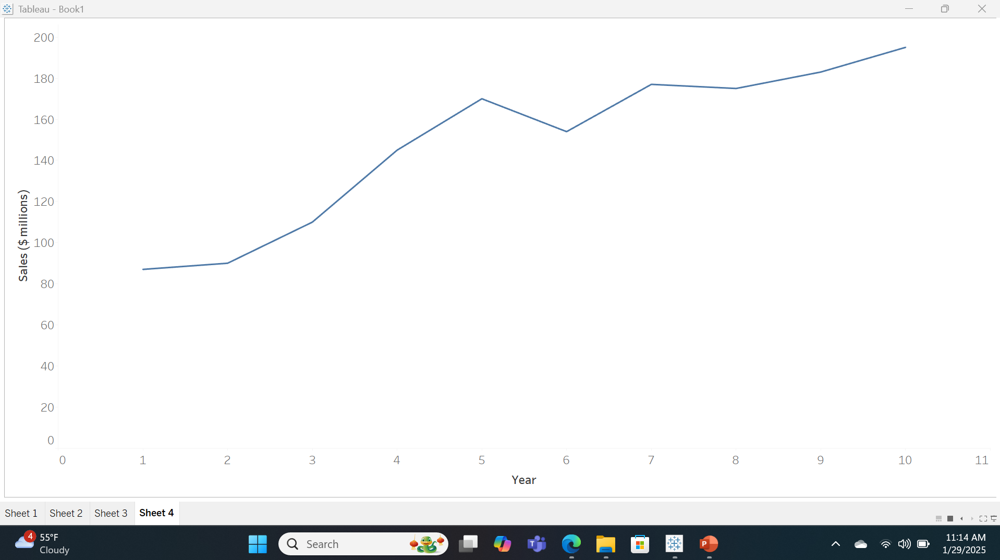 Tableau - Book1
200
180
160
140
120
100
80
60
40
20
0
Sales ($ millions)
0 1 2 3 4 5 6 7 8 9 10 11
Year
Sheet 1 Sheet 2 Sheet 3 Sheet 4
4
55°F
Cloudy
Search
T
P
11:14 AM
1/29/2025